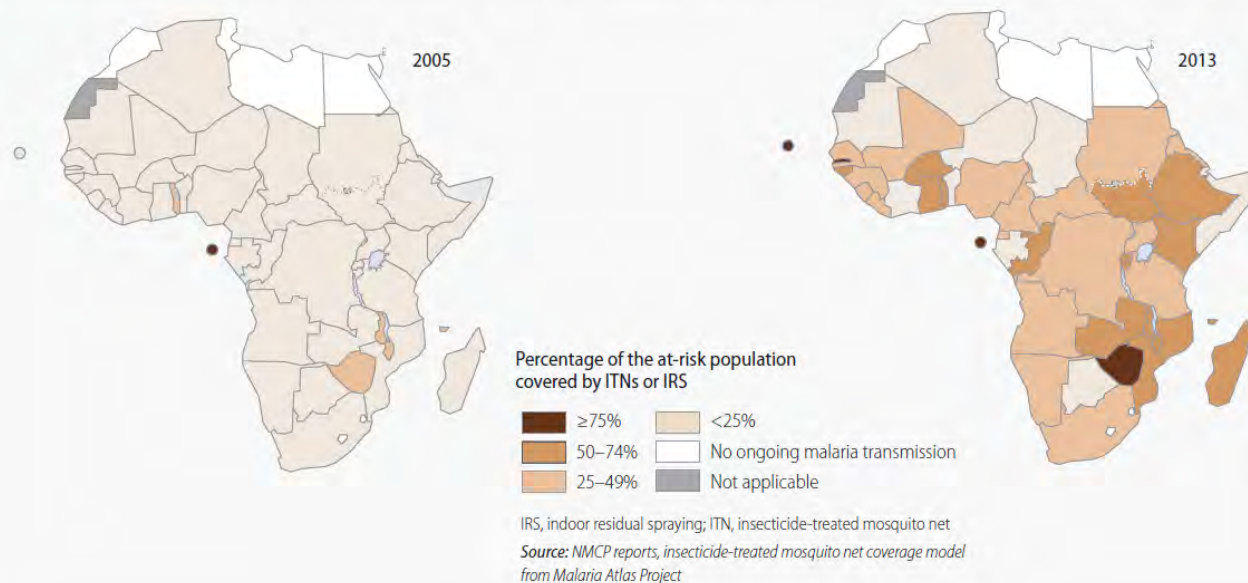 2005
2013
Percentage of the at-risk population
covered by ITNs or IRS
≥75%
50–74%
25–49%
<25%
No ongoing malaria transmission
Not applicable
IRS, indoor residual spraying; ITN, insecticide-treated mosquito net
Source: NMCP reports, insecticide-treated mosquito net coverage model
from Malaria Atlas Project